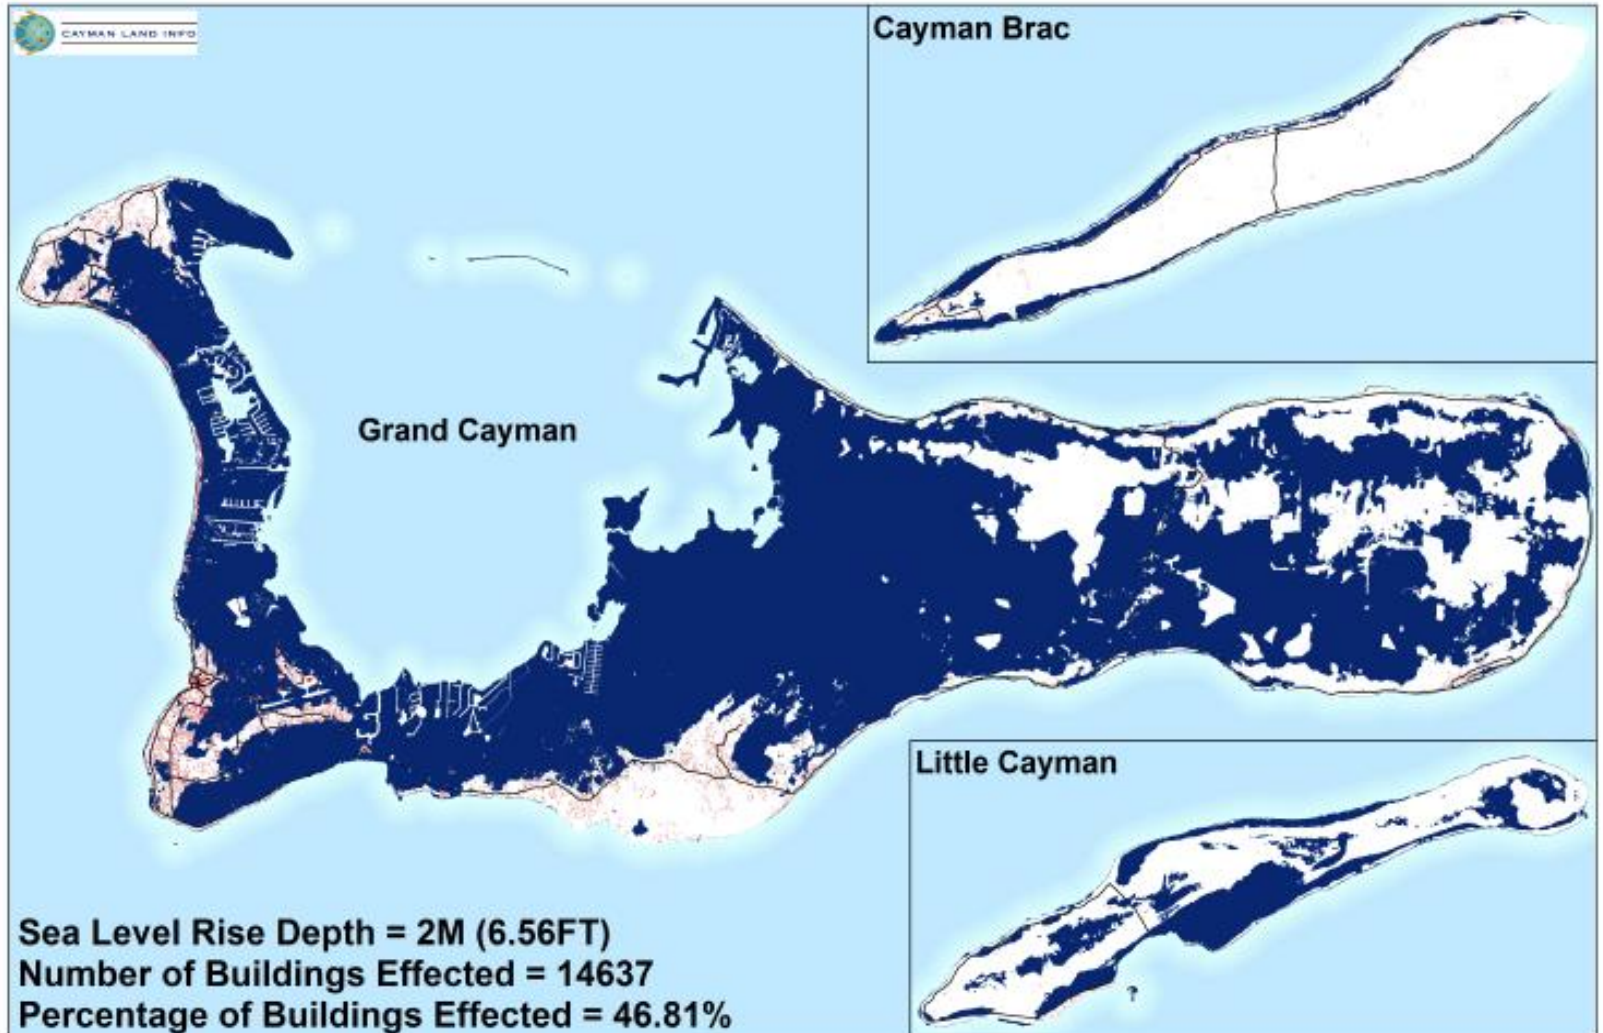 CAYMAN LAND INFO
Cayman Brac
Grand Cayman
Little Cayman
Sea Level Rise Depth = 2M (6.56FT)
Number of Buildings Effected = 14637
Percentage of Buildings Effected = 46.81%